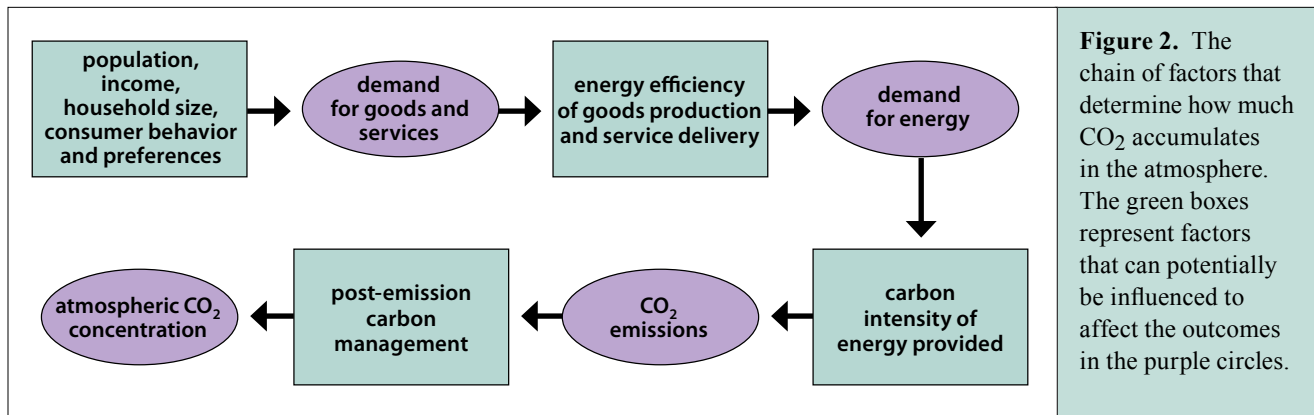 population,
income,
household size,
consumer behavior
and preferences
demand
for goods and
services
energy efficiency
of goods production
and service delivery
demand
for energy
carbon
intensity of
energy provided
CO₂
emissions
post-emission
carbon
management
atmospheric CO₂
concentration
Figure 2. The
chain of factors that
determine how much
CO₂ accumulates
in the atmosphere.
The green boxes
represent factors
that can potentially
be influenced to
affect the outcomes
in the purple circles.